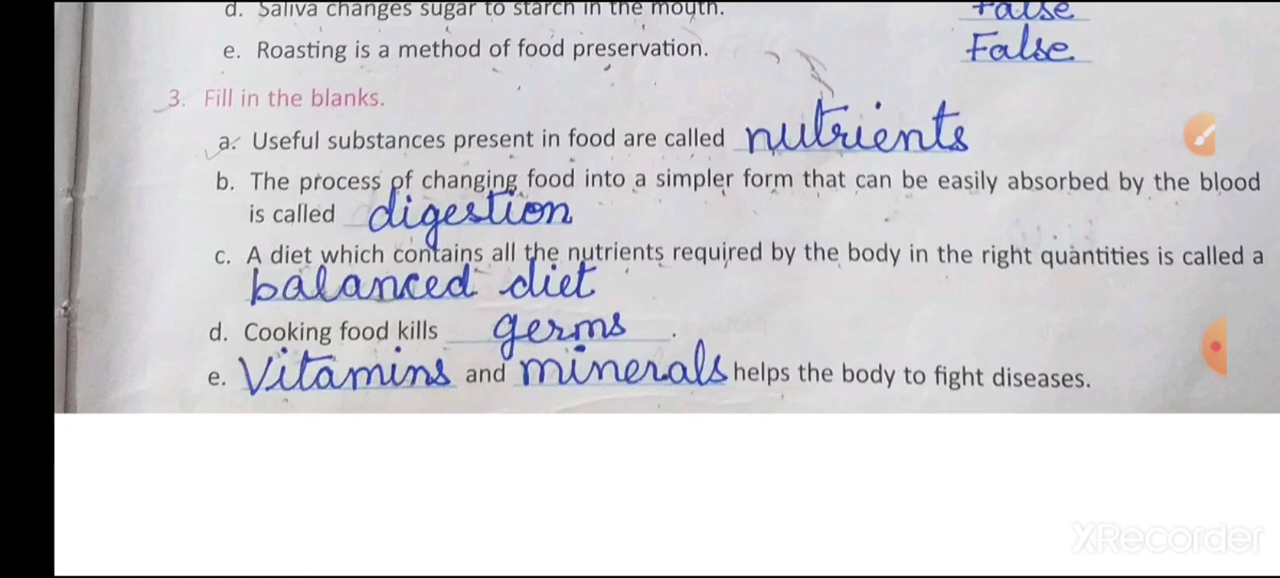 d. Saliva changes sugar to starch in the mouth. False
e. Roasting is a method of food preservation. False
3. Fill in the blanks.
a. Useful substances present in food are called nutrients
b. The process of changing food into a simpler form that can be easily absorbed by the blood
is called digestion
c. A diet which contains all the nutrients required by the body in the right quantities is called a
balanced diet
d. Cooking food kills germs.
e. Vitamins and minerals helps the body to fight diseases.
XRecorder